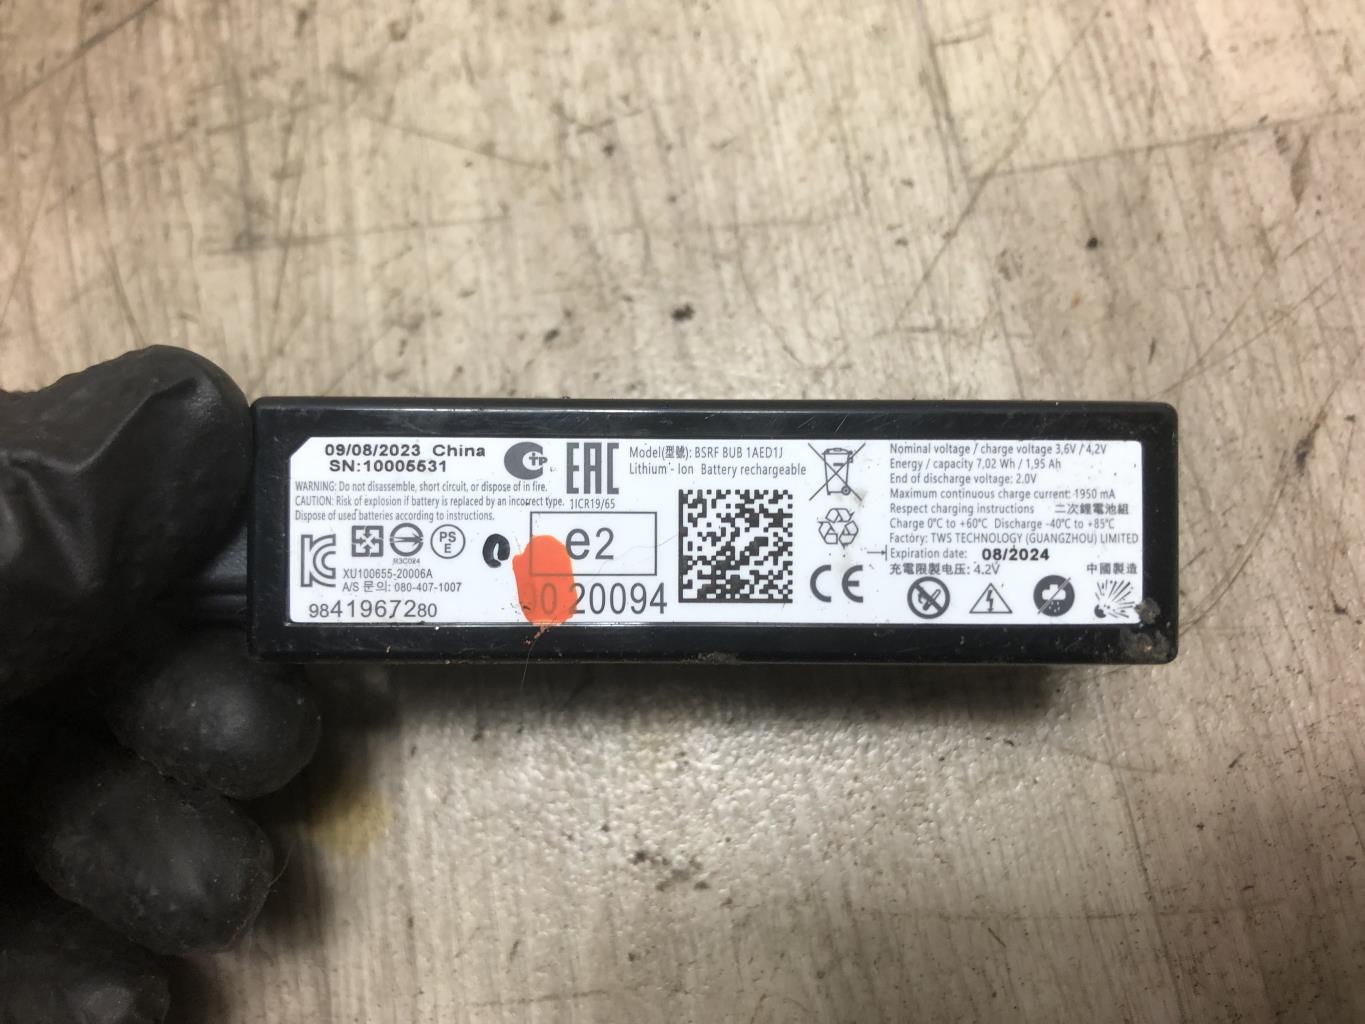 09/08/2023 China
SN:10005531
WARNING: Do not disassemble, short circuit, or dispose of in fire.
CAUTION: Risk of explosion if battery is replaced by an incorrect type.
Dispose of used batteries according to instructions.
PS
E
R3C024
XU100655-20006A
A/S 문의: 080-407-1007
9841967280
TP
EAC
1ICR19/65
e2
20094
Model(型號): BSRF BUB 1AED1J
Lithium - Ion Battery rechargeable
CE
Nominal voltage / charge voltage 3,6V / 4,2V
Energy / capacity 7,02 Wh / 1,95 Ah
End of discharge voltage: 2.0V
Maximum continuous charge current: 1950 mA
Respect charging instructions 二次鋰電池組
Charge 0°C to +60°C Discharge -40°C to +85°C
Factory: TWS TECHNOLOGY (GUANGZHOU) LIMITED
Expiration date: 08/2024
充電限製电压: 4.2V 中國製造